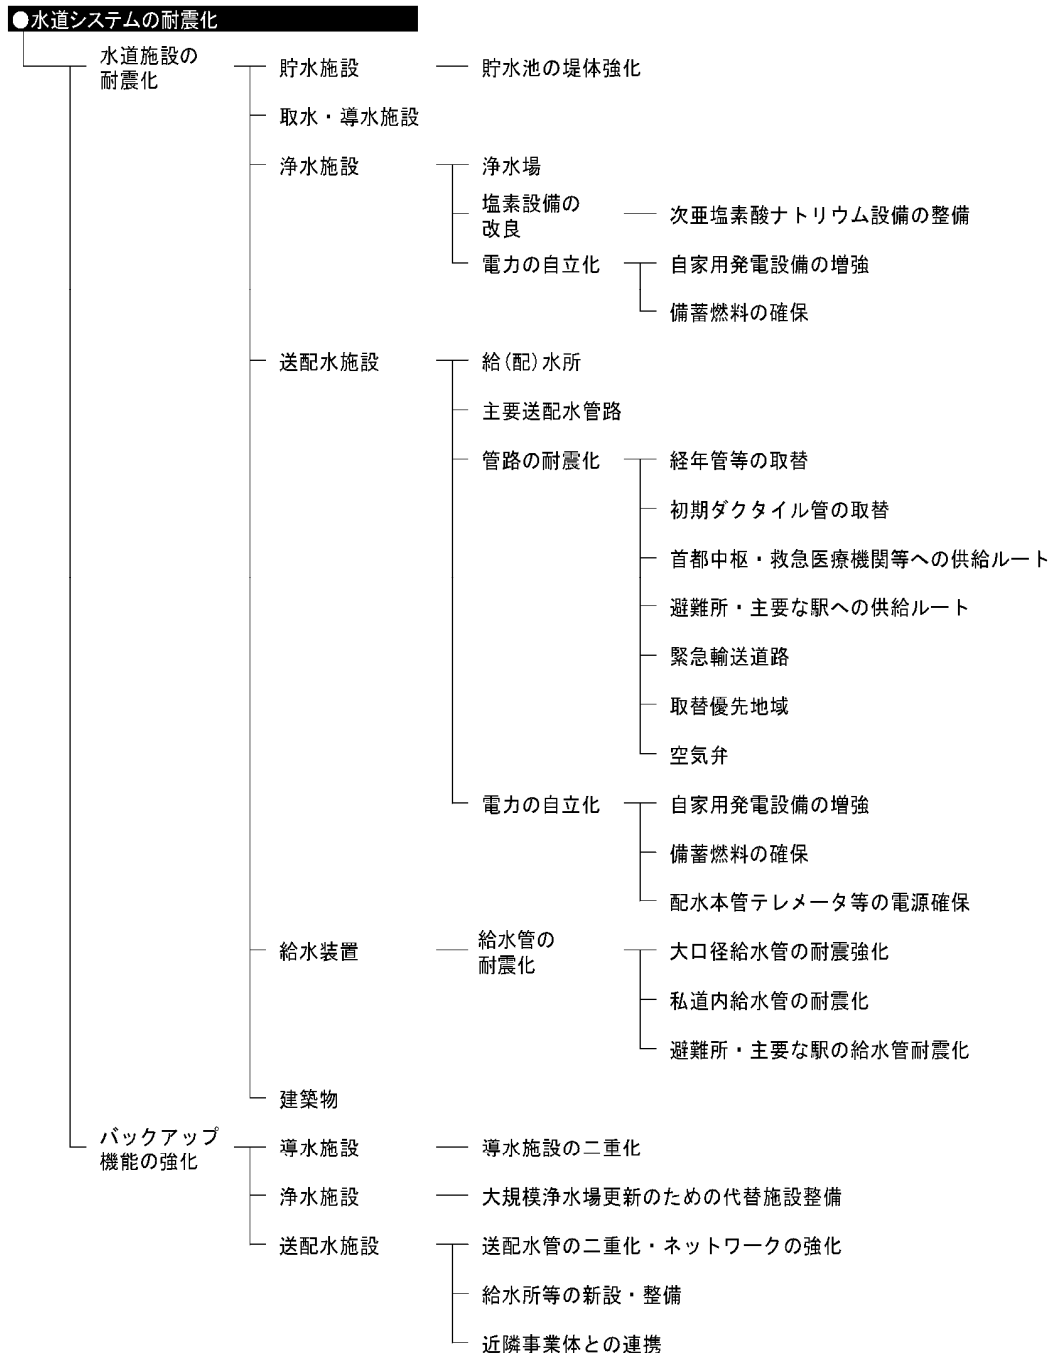 ●水道システムの耐震化
水道施設の
耐震化
貯水施設
貯水池の堤体強化
取水・導水施設
浄水施設
浄水場
塩素設備の
改良
次亜塩素酸ナトリウム設備の整備
電力の自立化
自家用発電設備の増強
備蓄燃料の確保
送配水施設
給(配)水所
主要送配水管路
管路の耐震化
経年管等の取替
初期ダクタイル管の取替
首都中枢・救急医療機関等への供給ルート
避難所・主要な駅への供給ルート
緊急輸送道路
取替優先地域
空気弁
電力の自立化
自家用発電設備の増強
備蓄燃料の確保
配水本管テレメータ等の電源確保
給水装置
給水管の
耐震化
大口径給水管の耐震強化
私道内給水管の耐震化
避難所・主要な駅の給水管耐震化
建築物
バックアップ
機能の強化
導水施設
導水施設の二重化
浄水施設
大規模浄水場更新のための代替施設整備
送配水施設
送配水管の二重化・ネットワークの強化
給水所等の新設・整備
近隣事業体との連携